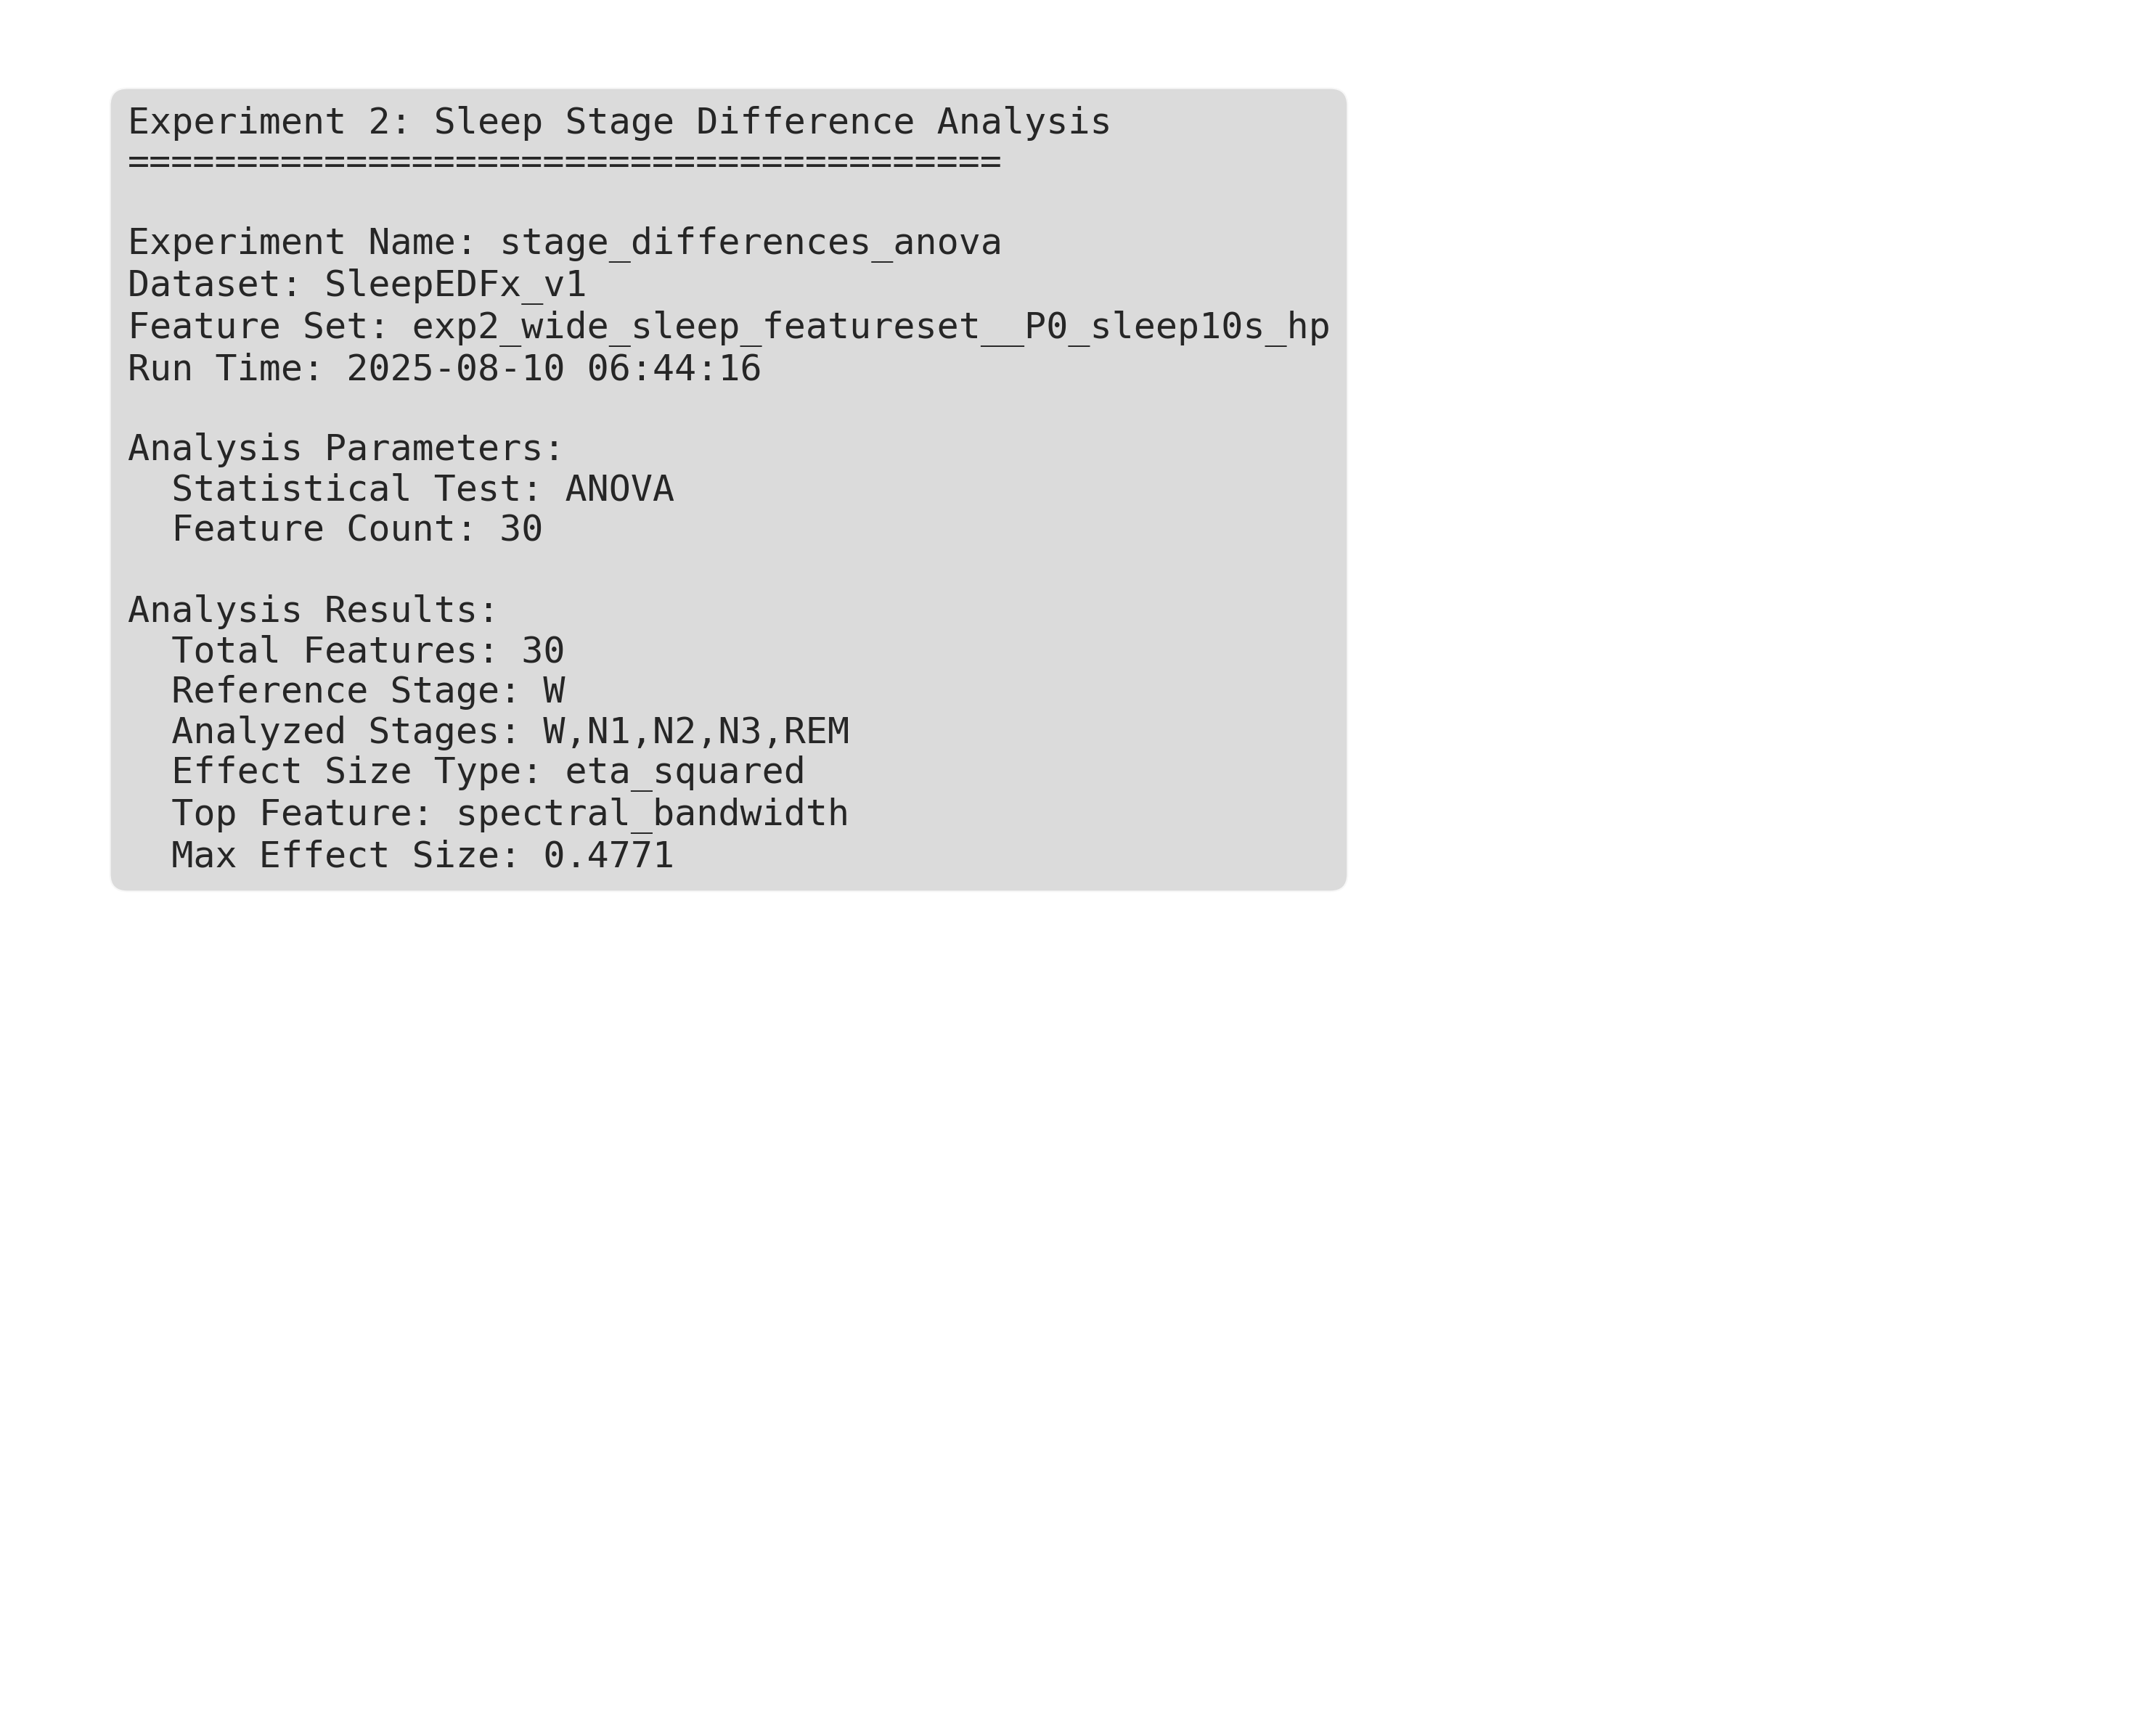 Experiment 2: Sleep Stage Difference Analysis
========================================
Experiment Name: stage_differences_anova
Dataset: SleepEDFx_v1
Feature Set: exp2_wide_sleep_featureset__P0_sleep10s_hp
Run Time: 2025-08-10 06:44:16
Analysis Parameters:
  Statistical Test: ANOVA
  Feature Count: 30
Analysis Results:
  Total Features: 30
  Reference Stage: W
  Analyzed Stages: W,N1,N2,N3,REM
  Effect Size Type: eta_squared
  Top Feature: spectral_bandwidth
  Max Effect Size: 0.4771